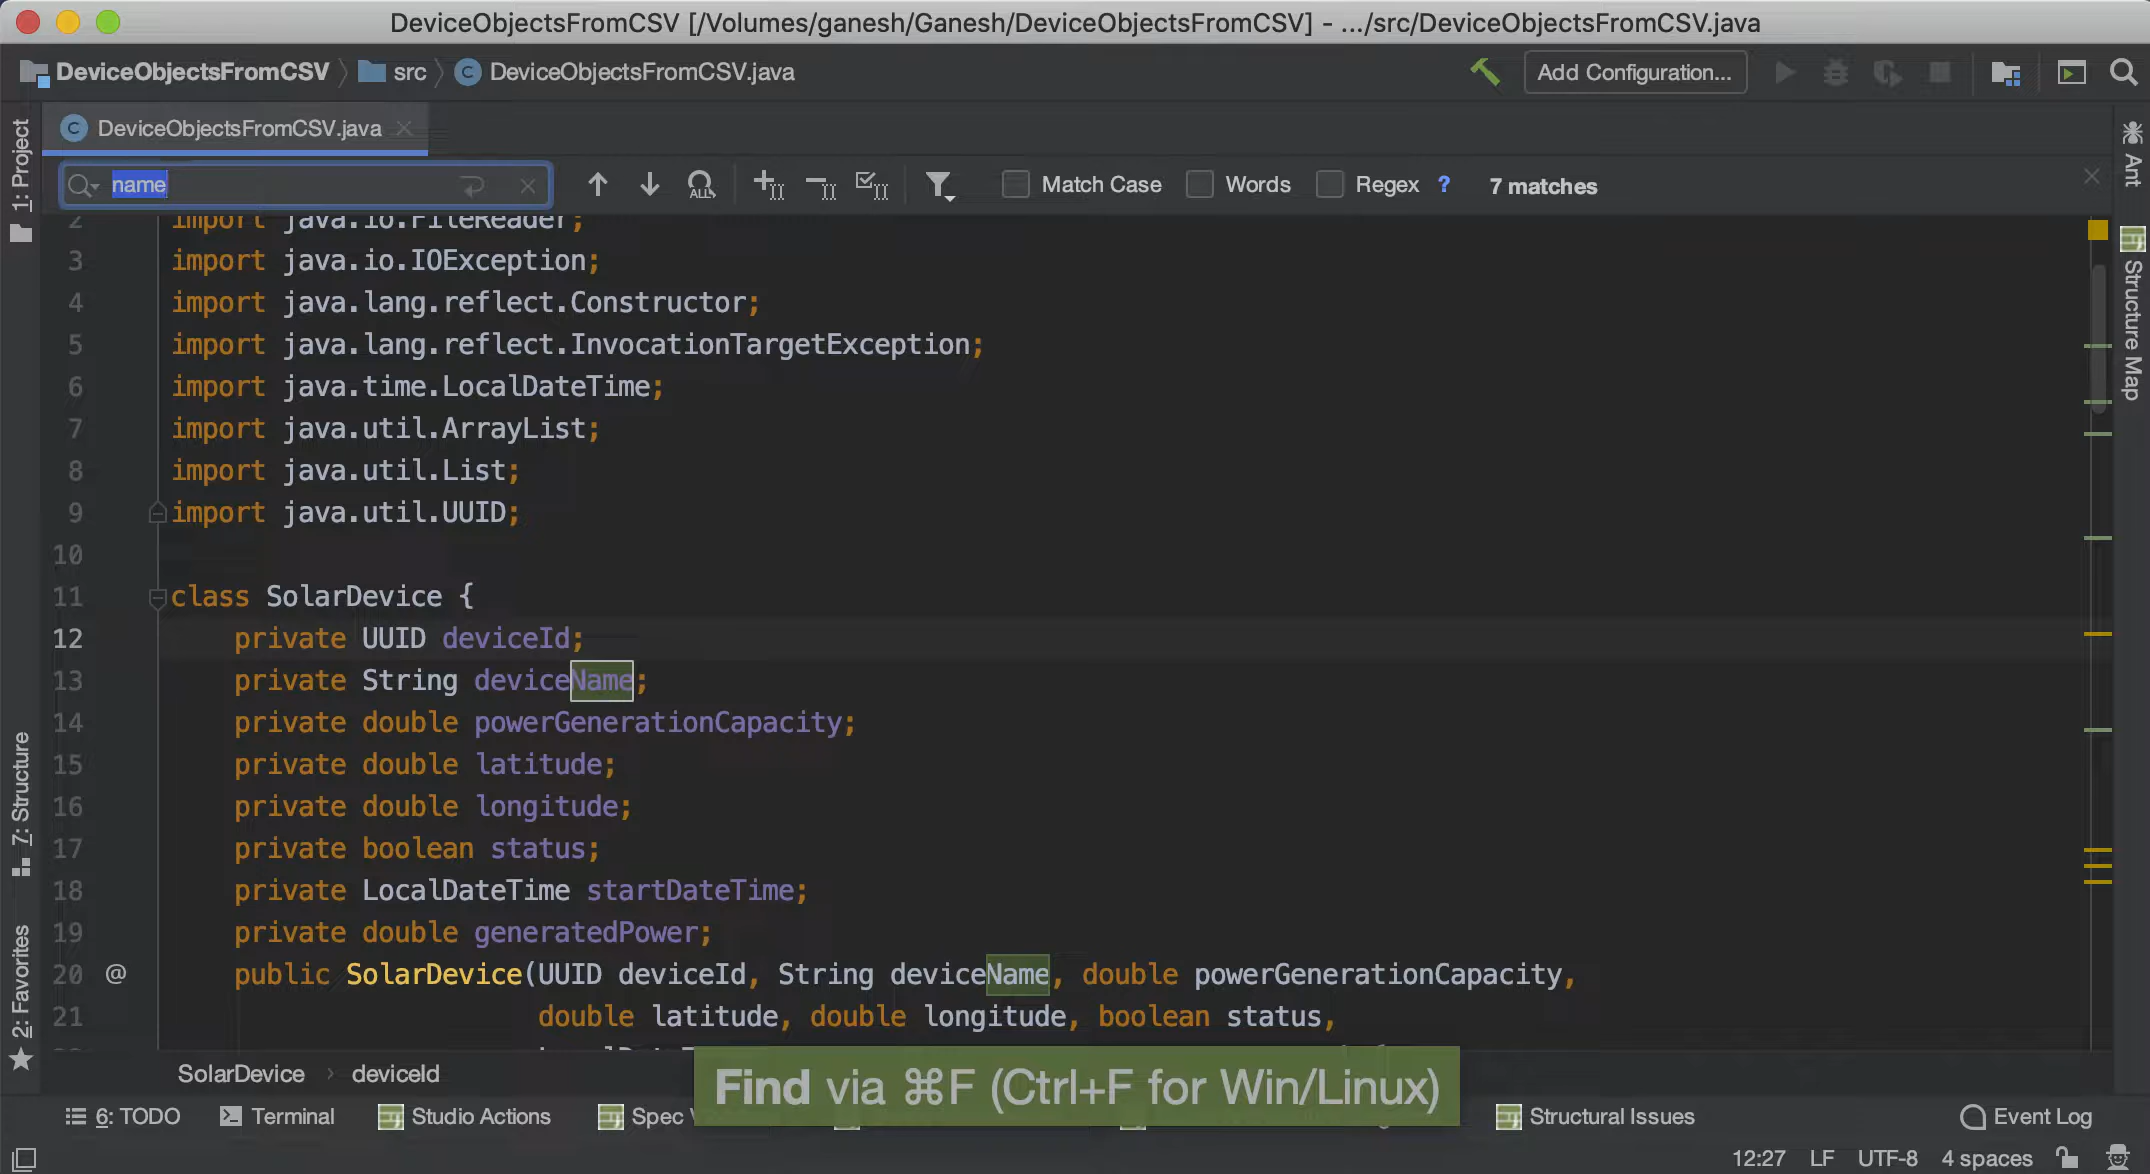 DeviceObjectsFromCSV [/Volumes/ganesh/Ganesh/DeviceObjectsFromCSV] - .../src/DeviceObjectsFromCSV.java
DeviceObjectsFromCSV src DeviceObjectsFromCSV.java Add Configuration...
DeviceObjectsFromCSV.java
name Match Case Words Regex ? 7 matches
1: Project
7: Structure
2: Favorites
Ant
Structure Map
2 import java.io.FileReader;
3 import java.io.IOException;
4 import java.lang.reflect.Constructor;
5 import java.lang.reflect.InvocationTargetException;
6 import java.time.LocalDateTime;
7 import java.util.ArrayList;
8 import java.util.List;
9 import java.util.UUID;
10
11 class SolarDevice {
12 private UUID deviceId;
13 private String deviceName;
14 private double powerGenerationCapacity;
15 private double latitude;
16 private double longitude;
17 private boolean status;
18 private LocalDateTime startDateTime;
19 private double generatedPower;
20 @ public SolarDevice(UUID deviceId, String deviceName, double powerGenerationCapacity,
21 double latitude, double longitude, boolean status,
SolarDevice › deviceId
Find via ⌘F (Ctrl+F for Win/Linux)
6: TODO Terminal Studio Actions Spec Structural Issues Event Log
12:27 LF UTF-8 4 spaces